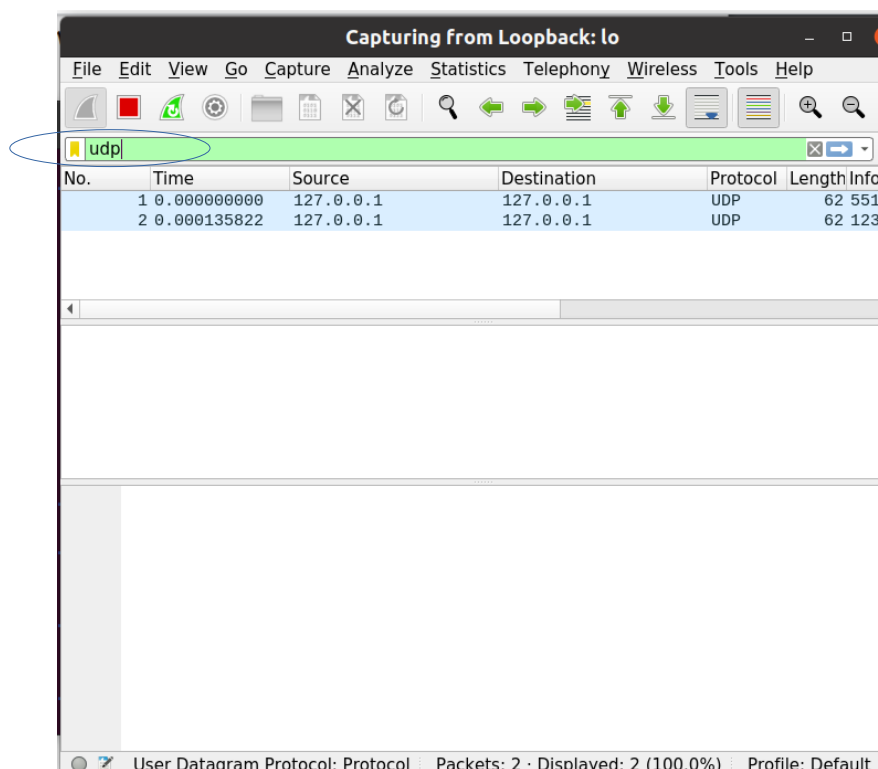 Capturing from Loopback: lo
File Edit View Go Capture Analyze Statistics Telephony Wireless Tools Help
udp
No. Time Source Destination Protocol Length Info
1 0.000000000 127.0.0.1 127.0.0.1 UDP 62 551
2 0.000135822 127.0.0.1 127.0.0.1 UDP 62 123
User Datagram Protocol: Protocol Packets: 2 · Displayed: 2 (100.0%) Profile: Default